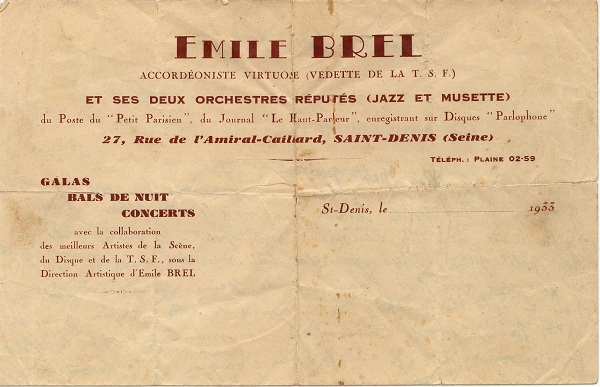 EMILE BREL
ACCORDÉONISTE VIRTUOSE (VEDETTE DE LA T. S. F.)
ET SES DEUX ORCHESTRES RÉPUTÉS (JAZZ ET MUSETTE)
du Poste du "Petit Parisien", du Journal "Le Haut-Parleur", enregistrant sur Disques "Parlophone"
27, Rue de l'Amiral-Caillard, SAINT-DENIS (Seine)
TÉLÉPH. : PLAINE 02-59
GALAS
BALS DE NUIT
CONCERTS
avec la collaboration
des meilleurs Artistes de la Scène,
du Disque et de la T. S. F., sous la
Direction Artistique d'Emile BREL
St-Denis, le 1933